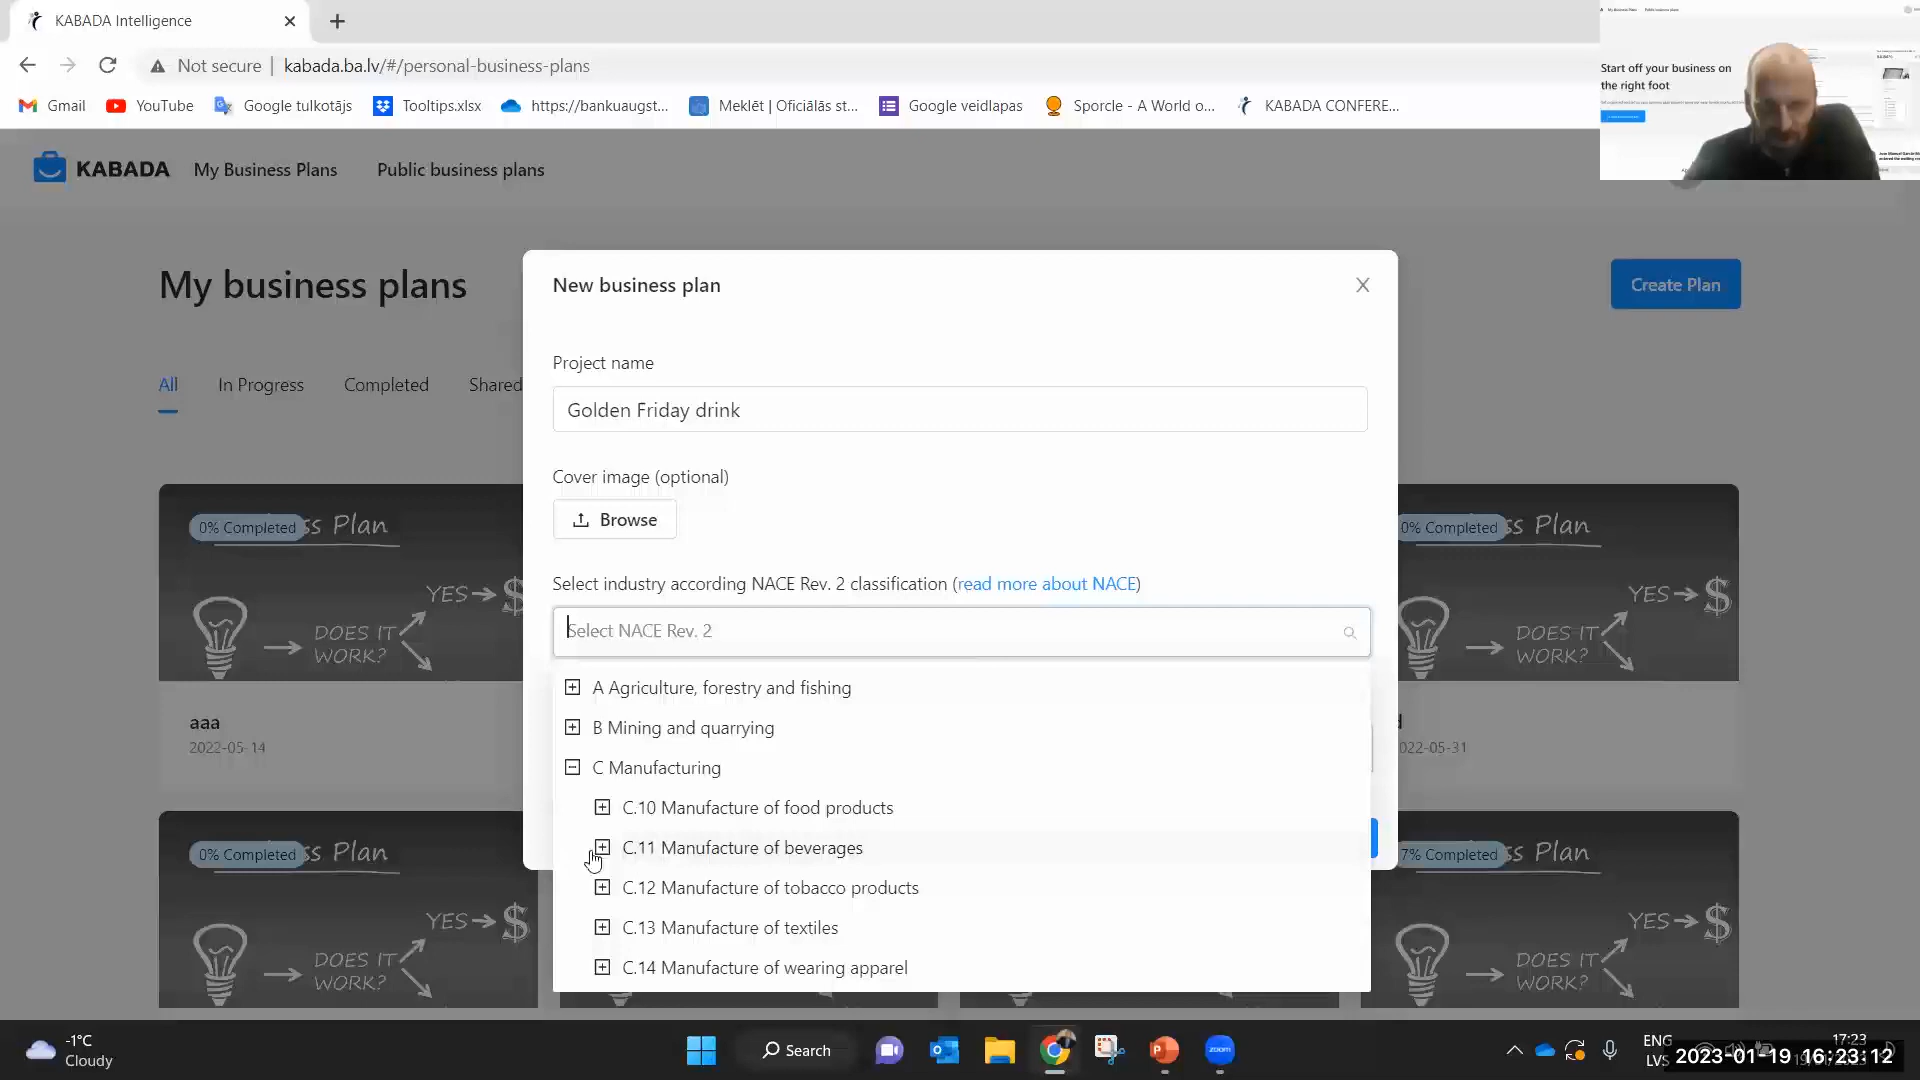 KABADA Intelligence
Not secure
kabada.ba.lv/#/personal-business-plans
Gmail
YouTube
Google tulkotājs
Tooltips.xlsx
https://bankuaugst...
Meklēt | Oficiālās st...
Google veidlapas
Sporcle - A World o...
KABADA CONFERE...
Start off your business on
the right foot
KABADA
My Business Plans
Public business plans
My business plans
Create Plan
All
In Progress
Completed
Shared
New business plan
Project name
Golden Friday drink
Cover image (optional)
Browse
Select industry according NACE Rev. 2 classification (read more about NACE)
Select NACE Rev. 2
A Agriculture, forestry and fishing
B Mining and quarrying
C Manufacturing
C.10 Manufacture of food products
C.11 Manufacture of beverages
C.12 Manufacture of tobacco products
C.13 Manufacture of textiles
C.14 Manufacture of wearing apparel
0% Completed
ss Plan
YES
$
DOES IT
WORK?
aaa
2022-05-14
0% Completed
ss Plan
YES
$
DOES IT
WORK?
d
022-05-31
0% Completed
ss Plan
YES
$
DOES IT
WORK?
7% Completed
ss Plan
YES
$
DOES IT
WORK?
-1°C
Cloudy
Search
zoom
ENG
LVS
17:23
2023-01-19 16:23:12